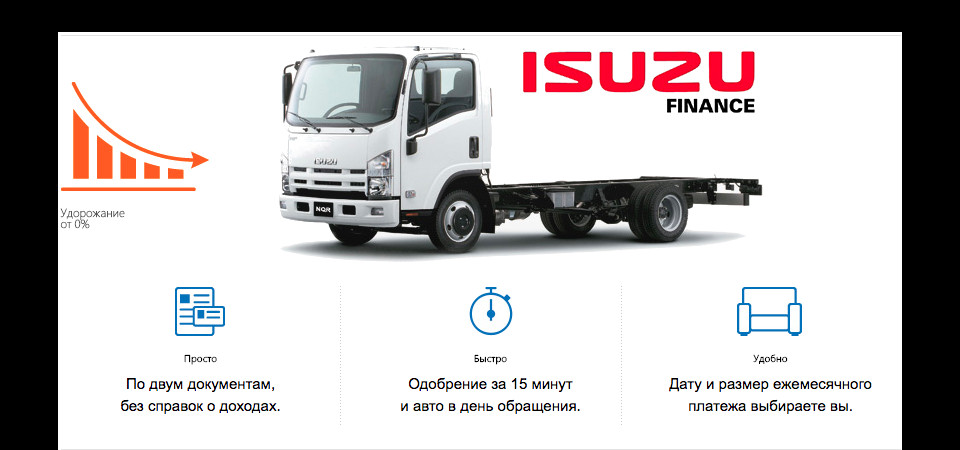 ISUZU
FINANCE
ISUZU
NQR
Удорожание
от 0%
Просто
По двум документам,
без справок о доходах.
Быстро
Одобрение за 15 минут
и авто в день обращения.
Удобно
Дату и размер ежемесячного
платежа выбираете вы.